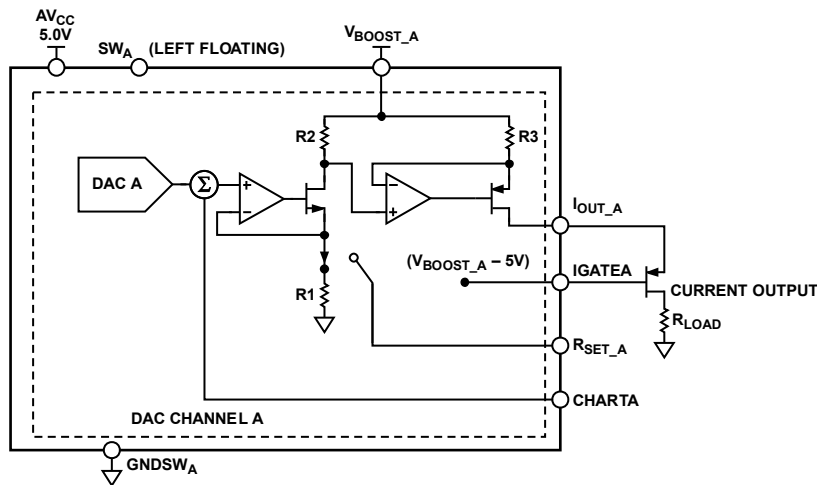 AVCC
5.0V
SWA (LEFT FLOATING)
VBOOST_A
R2
R3
DAC A
Σ
+
−
−
+
IOUT_A
(VBOOST_A – 5V)
IGATEA
CURRENT OUTPUT
R1
RLOAD
RSET_A
CHARTA
DAC CHANNEL A
GNDSWA